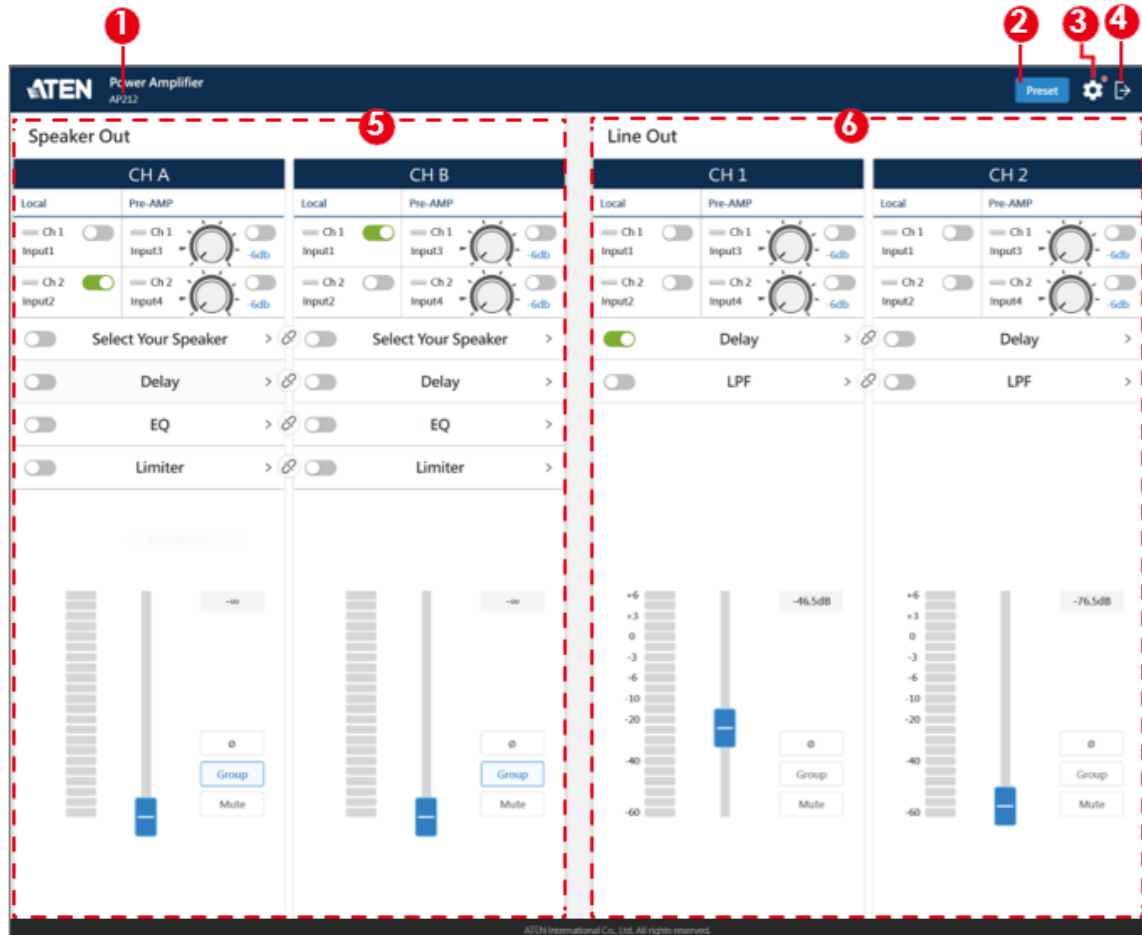 1 2 3 4
ATEN Power Amplifier
AP212
Preset
Speaker Out 5
CH A CH B
Local Pre-AMP Local Pre-AMP
Ch 1 Ch 1 Ch 1 Ch 1
Input1 Input3 -6db Input1 Input3 -6db
Ch 2 Ch 2 Ch 2 Ch 2
Input2 Input4 -6db Input2 Input4 -6db
Select Your Speaker > Select Your Speaker >
Delay > Delay >
EQ > EQ >
Limiter > Limiter >
-∞ -∞
ø ø
Group Group
Mute Mute
Line Out 6
CH 1 CH 2
Local Pre-AMP Local Pre-AMP
Ch 1 Ch 1 Ch 1 Ch 1
Input1 Input3 -6db Input1 Input3 -6db
Ch 2 Ch 2 Ch 2 Ch 2
Input2 Input4 -6db Input2 Input4 -6db
Delay > Delay >
LPF > LPF >
+6 -46.5dB +6 -76.5dB
+3 +3
0 0
-3 -3
-6 -6
-10 -10
-20 -20
ø ø
-40 Group -40 Group
Mute Mute
-60 -60
ATEN International Co., Ltd. All rights reserved.